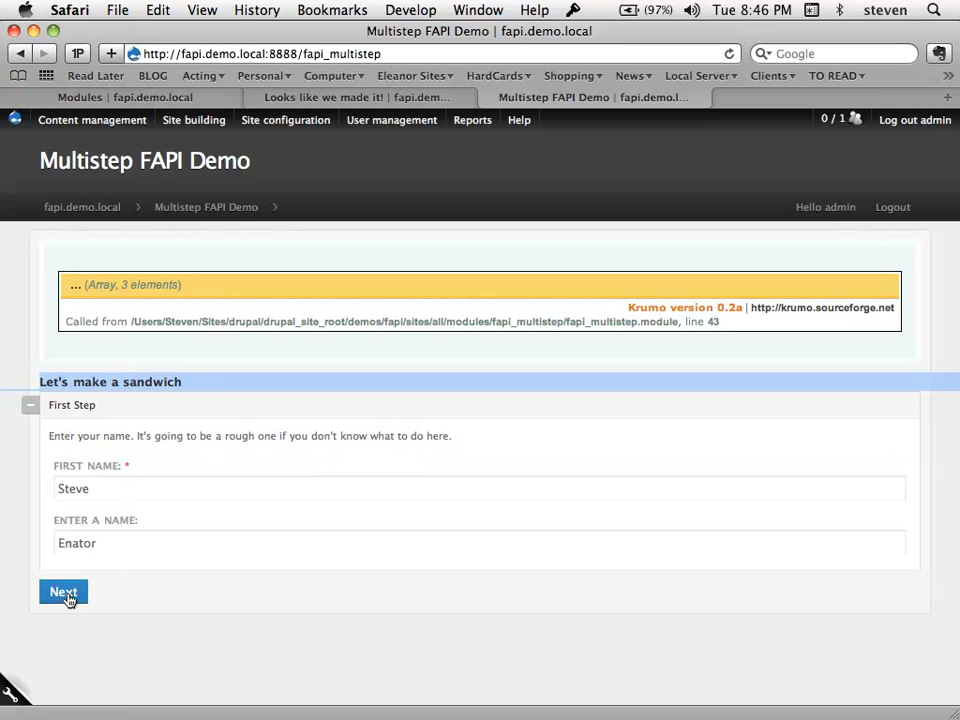 Safari File Edit View History Bookmarks Develop Window Help (97%) Tue 8:46 PM steven
Multistep FAPI Demo | fapi.demo.local
1P + http://fapi.demo.local:8888/fapi_multistep Google
Read Later BLOG Acting Personal Computer Eleanor Sites HardCards Shopping News Local Server Clients TO READ
Modules | fapi.demo.local Looks like we made it! | fapi.dem... Multistep FAPI Demo | fapi.demo.l...
Content management Site building Site configuration User management Reports Help 0 / 1 Log out admin
Multistep FAPI Demo
fapi.demo.local Multistep FAPI Demo Hello admin Logout
... (Array, 3 elements)
Krumo version 0.2a | http://krumo.sourceforge.net
Called from /Users/Steven/Sites/drupal/drupal_site_root/demos/fapi/sites/all/modules/fapi_multistep/fapi_multistep.module, line 43
Let's make a sandwich
First Step
Enter your name. It's going to be a rough one if you don't know what to do here.
FIRST NAME: *
Steve
ENTER A NAME:
Enator
Next